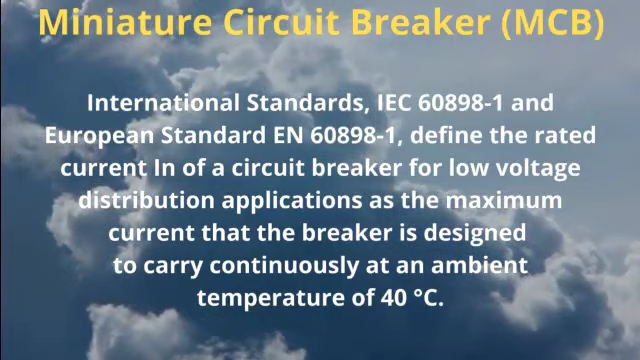 Miniature Circuit Breaker (MCB)
International Standards, IEC 60898-1 and
European Standard EN 60898-1, define the rated
current In of a circuit breaker for low voltage
distribution applications as the maximum
current that the breaker is designed
to carry continuously at an ambient
temperature of 40 °C.